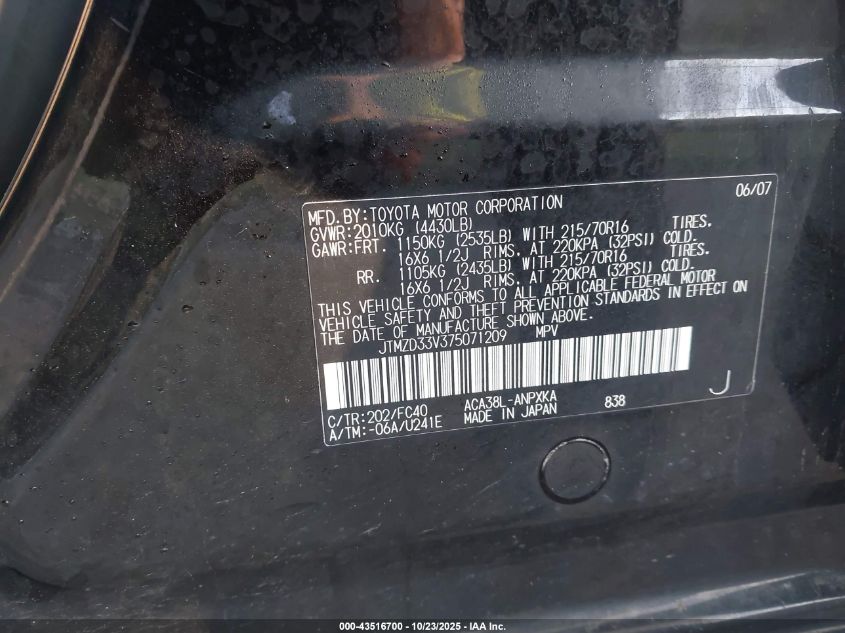 06/07
MFD. BY: TOYOTA MOTOR CORPORATION
GVWR: 2010KG (4430LB)
GAWR: FRT. 1150KG (2535LB) WITH 215/70R16 TIRES.
16X6 1/2J RIMS. AT 220KPA (32PSI) COLD.
RR. 1105KG (2435LB) WITH 215/70R16 TIRES.
16X6 1/2J RIMS. AT 220KPA (32PSI) COLD.
THIS VEHICLE CONFORMS TO ALL APPLICABLE FEDERAL MOTOR
VEHICLE SAFETY AND THEFT PREVENTION STANDARDS IN EFFECT ON
THE DATE OF MANUFACTURE SHOWN ABOVE.
JTMZD33V375071209 MPV
C/TR: 202/FC40 ACA38L-ANPXKA 838 J
A/TM: -06A/U241E MADE IN JAPAN
000-43516700 - 10/23/2025 - IAA Inc.